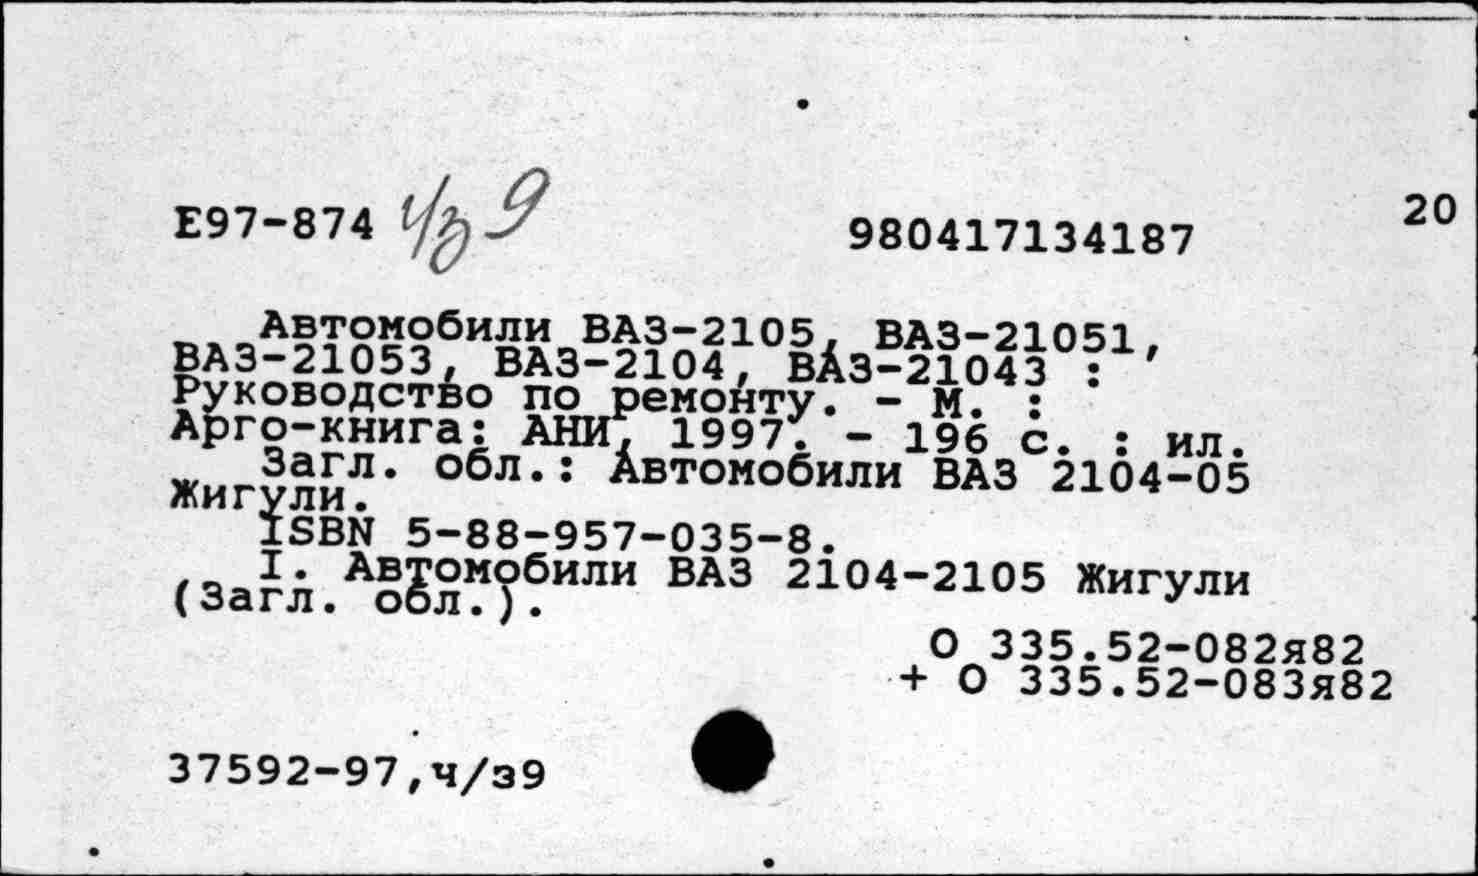 20
E97-874 ч/з 9 980417134187
Автомобили ВАЗ-2105, ВАЗ-21051,
ВАЗ-21053, ВАЗ-2104, ВАЗ-21043 :
Руководство по ремонту. - М. :
Арго-книга: АНИ, 1997. - 196 с. : ил.
Загл. обл.: Автомобили ВАЗ 2104-05
Жигули.
ISBN 5-88-957-035-8.
I. Автомобили ВАЗ 2104-2105 Жигули
(Загл. обл.).
О 335.52-082я82
+ О 335.52-083я82
37592-97,ч/з9